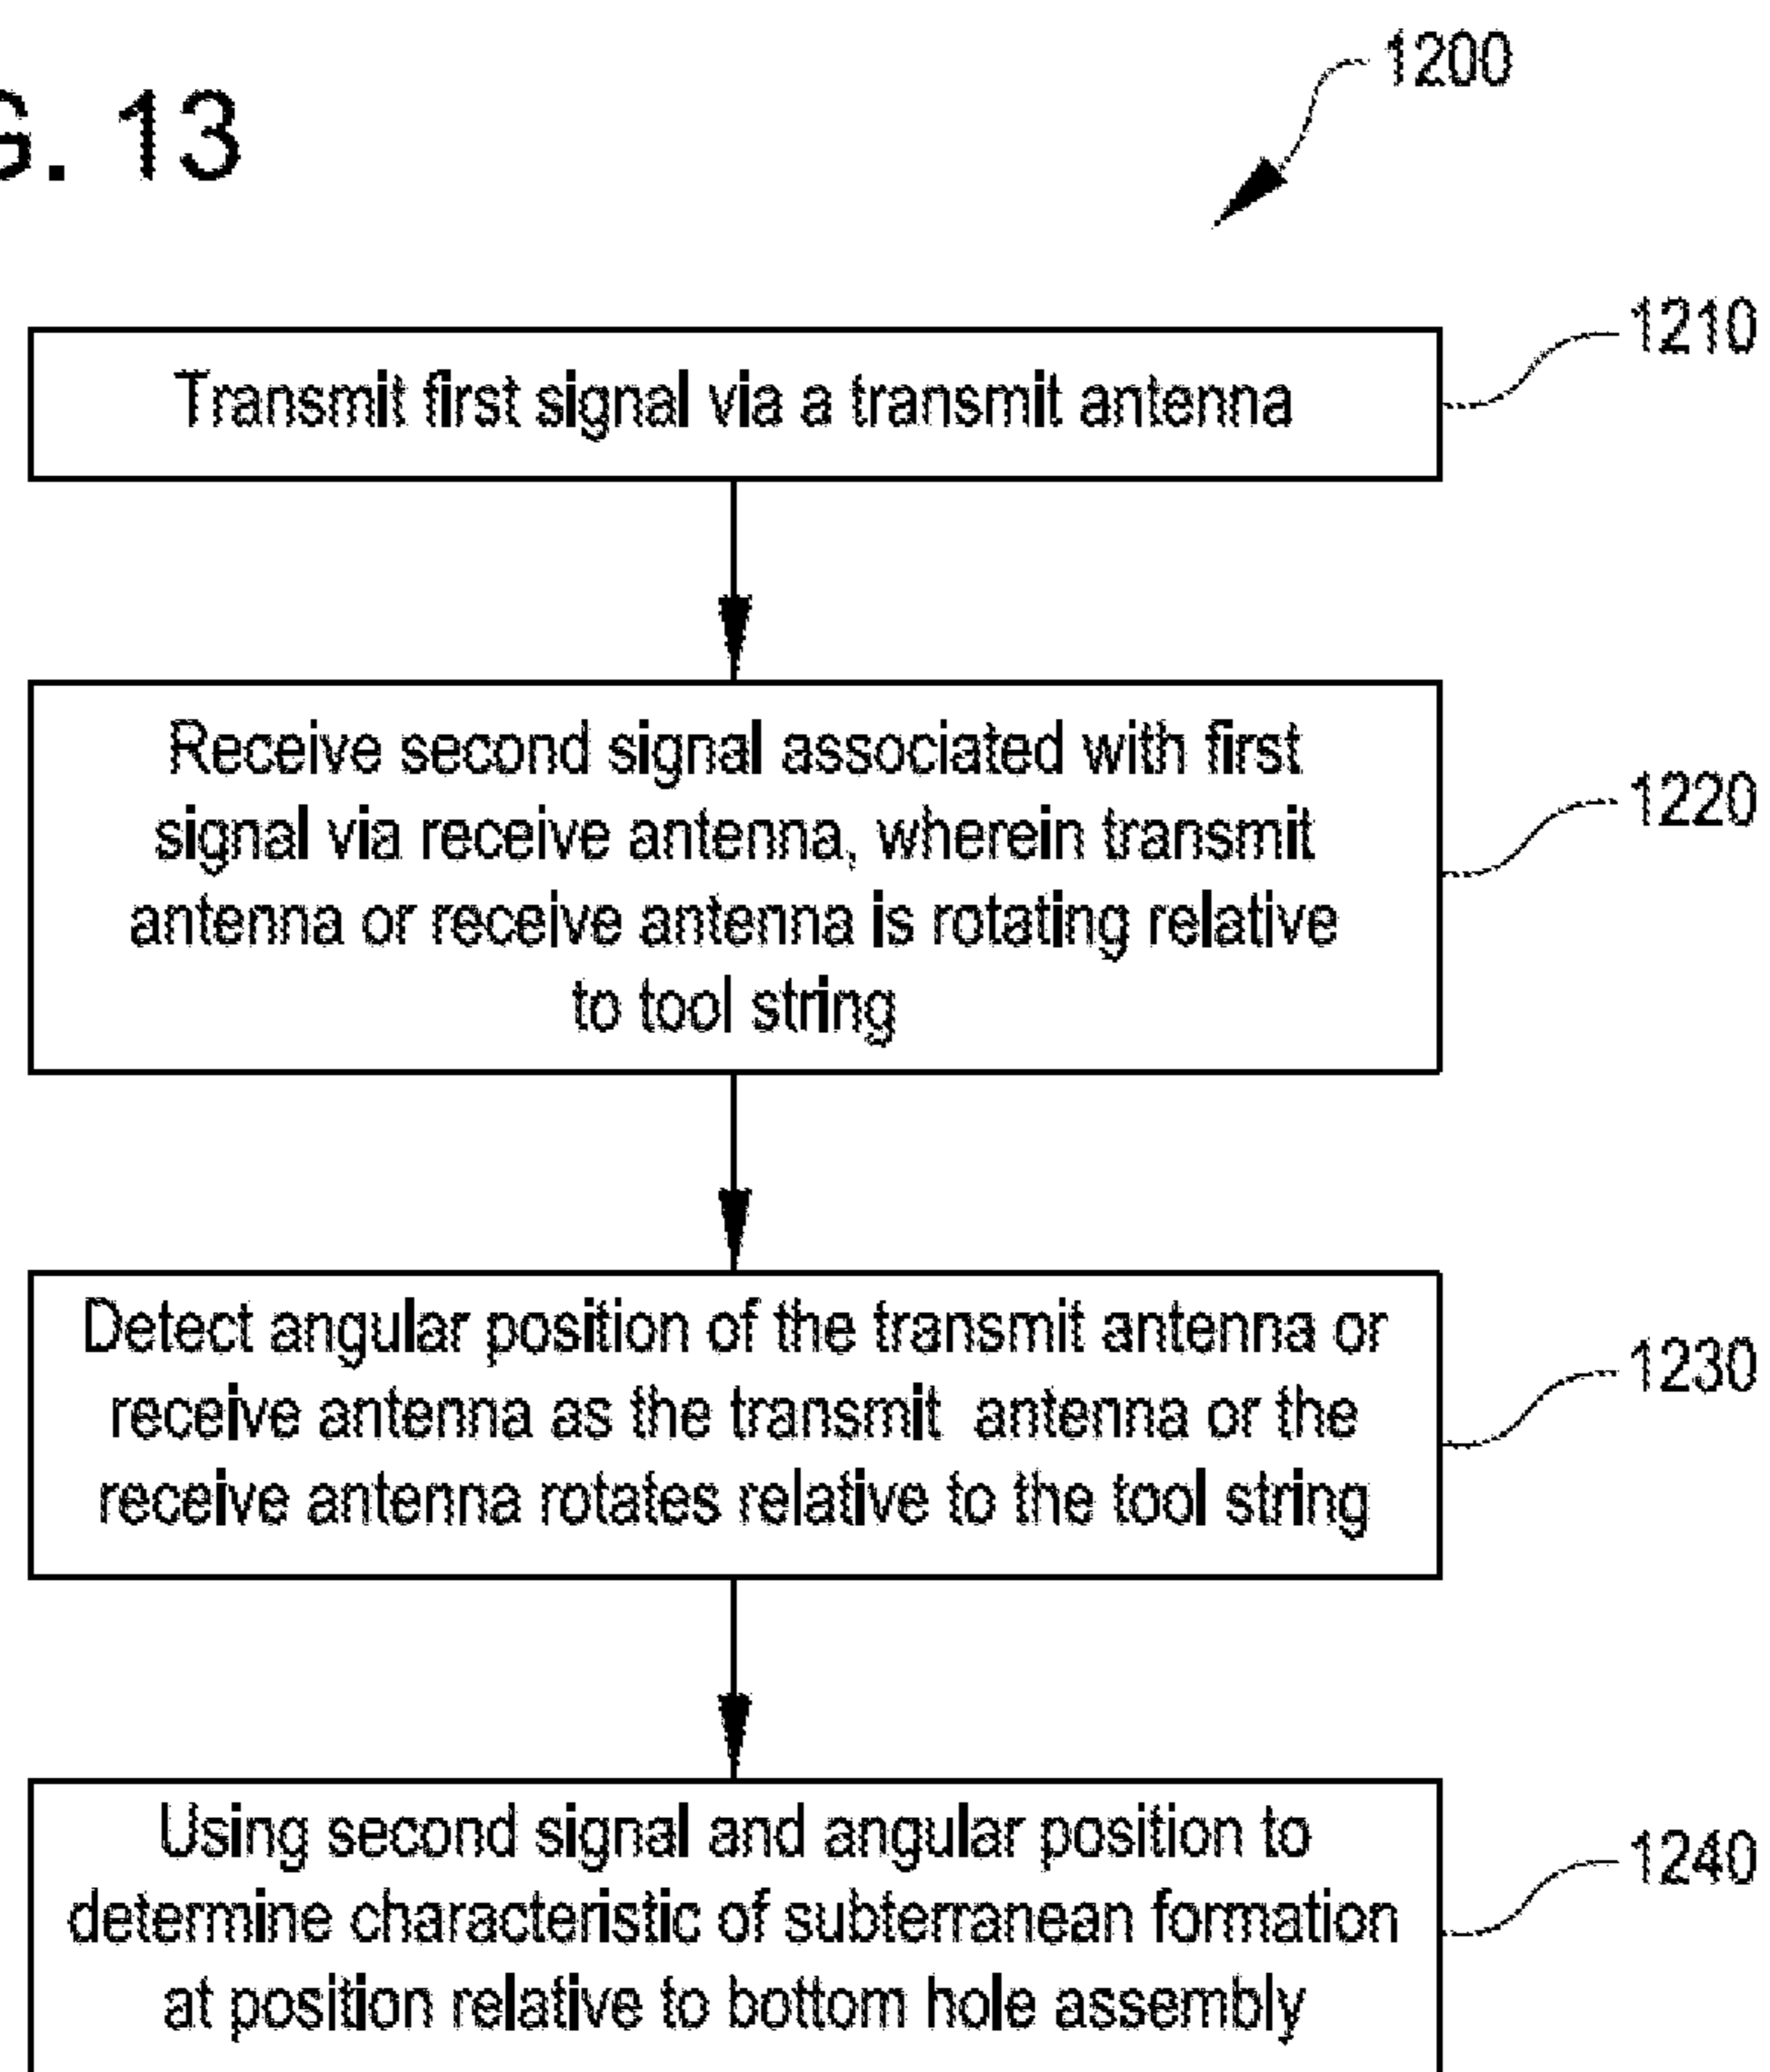 G. 13
1200
1210
Transmit first signal via a transmit antenna
Receive second signal associated with first
signal via receive antenna, wherein transmit
antenna or receive antenna is rotating relative
to tool string
1220
Detect angular position of the transmit antenna or
receive antenna as the transmit antenna or the
receive antenna rotates relative to the tool string
1230
Using second signal and angular position to
determine characteristic of subterranean formation
at position relative to bottom hole assembly
1240